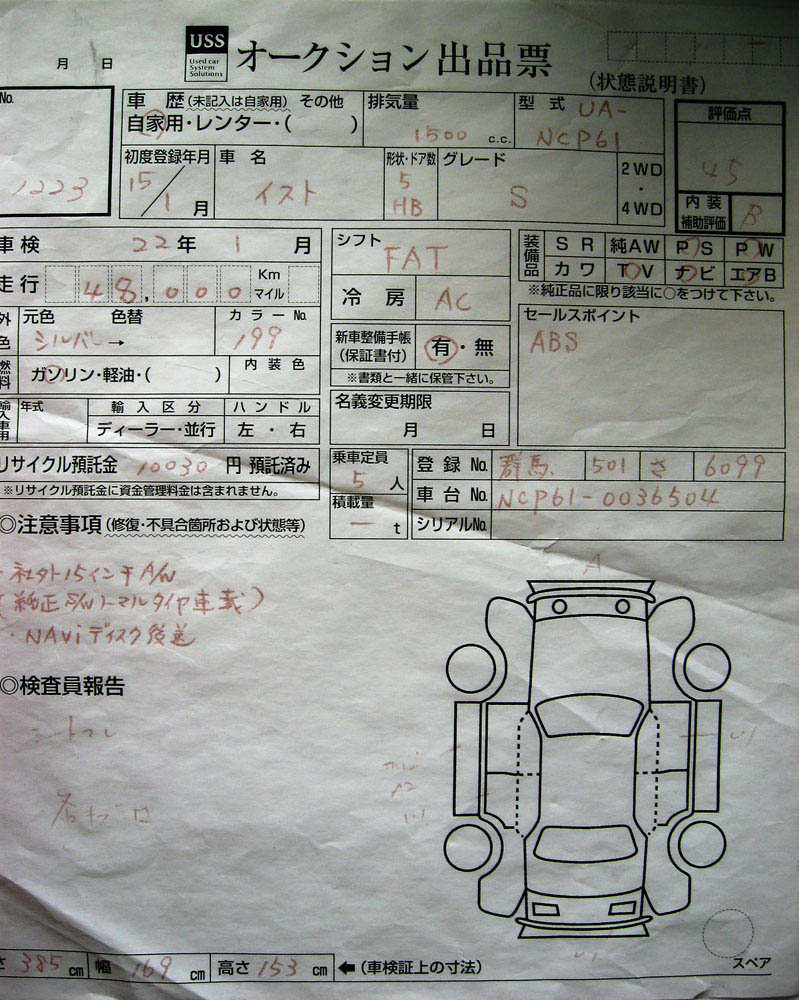 月 日
USS
Used car
System
Solutions
オークション出品票
(状態説明書)
No.
1223
車 歴 (未記入は自家用) その他
自家用・レンター・( )
排気量
1500 c.c.
型 式 UA-
NCP61
評価点
45
内 装
補助評価 B
初度登録年月
15/1月
車 名
イスト
形状・ドア数
5
HB
グレード
S
2WD
・
4WD
車検 22年 1月
走行 48,000 Km
マイル
シフト
FAT
冷 房 AC
装備品
SR 純AW PS PW
カワ TV ナビ エアB
※純正品に限り該当に○をつけて下さい。
外 色 元色 色替
シルバー→
カラーNo.
199
燃料 ガソリン・軽油・( )
内 装 色
新車整備手帳
(保証書付) 有・無
※書類と一緒に保管下さい。
セールスポイント
ABS
輸入車用 年式
輸 入 区 分
ディーラー・並行
ハ ン ド ル
左 ・ 右
名義変更期限
月 日
リサイクル預託金 10030 円 預託済み
※リサイクル預託金に資金管理料金は含まれません。
乗車定員
5人
積載量
ー t
登 録 No. 群馬 501 さ 6099
車 台 No. NCP61-0036504
シリアルNo.
◎注意事項 (修復・不具合箇所および状態等)
・社外15インチA/W
(純正S/Wノーマルタイヤ車載)
・NAViディスク後送
◎検査員報告
A
A2
スペア
さ 385 cm 幅 169 cm 高さ 153 cm ←(車検証上の寸法)